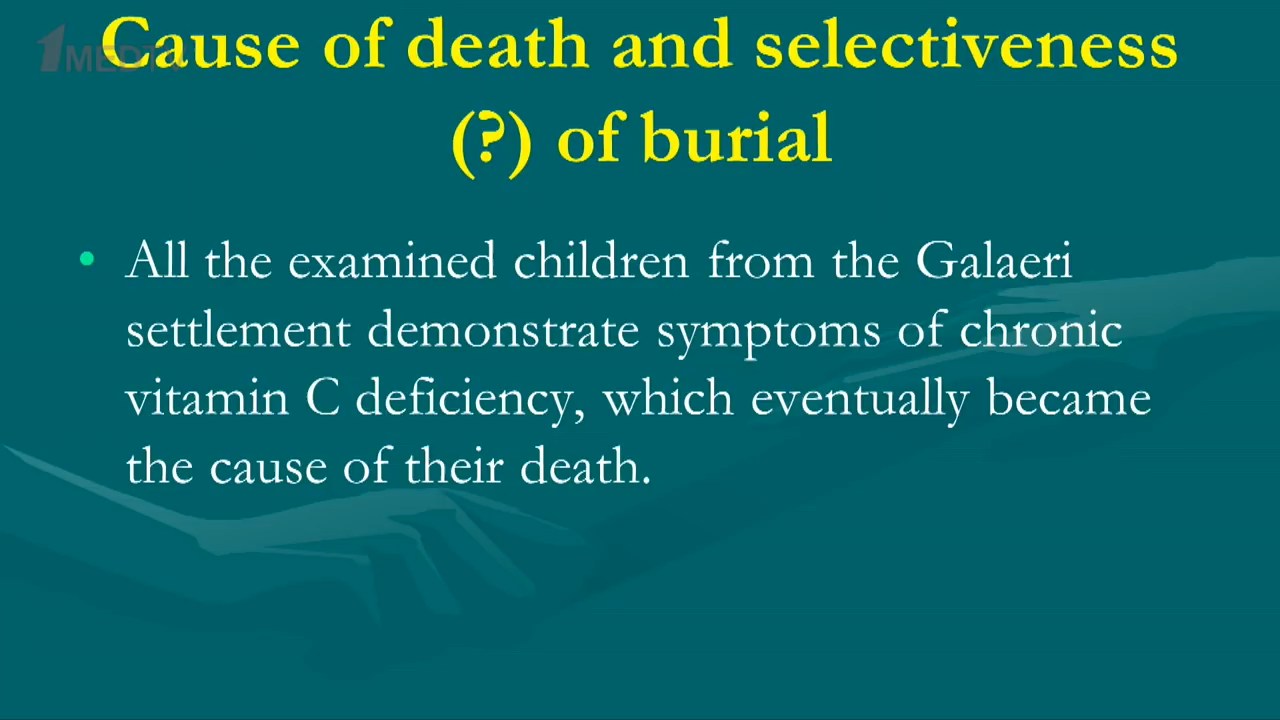 1MEDTV
Cause of death and selectiveness
(?) of burial
• All the examined children from the Galaeri
settlement demonstrate symptoms of chronic
vitamin C deficiency, which eventually became
the cause of their death.